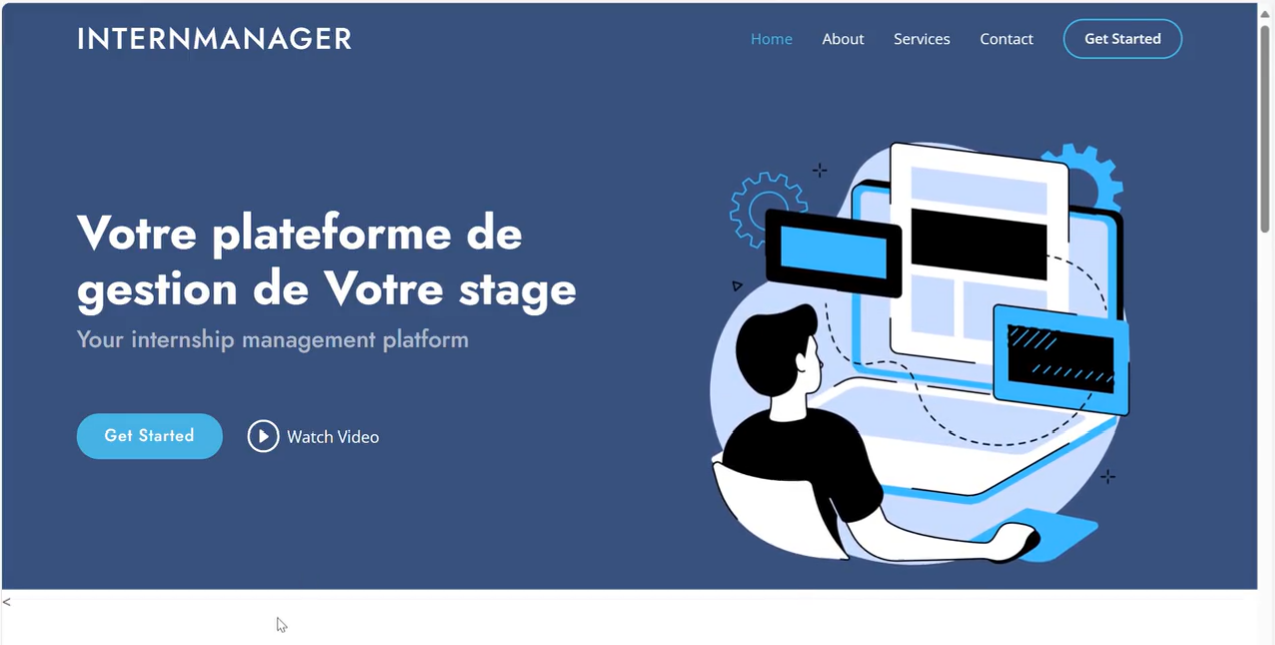 INTERNMANAGER
Home About Services Contact Get Started
Votre plateforme de
gestion de Votre stage
Your internship management platform
Get Started Watch Video
<